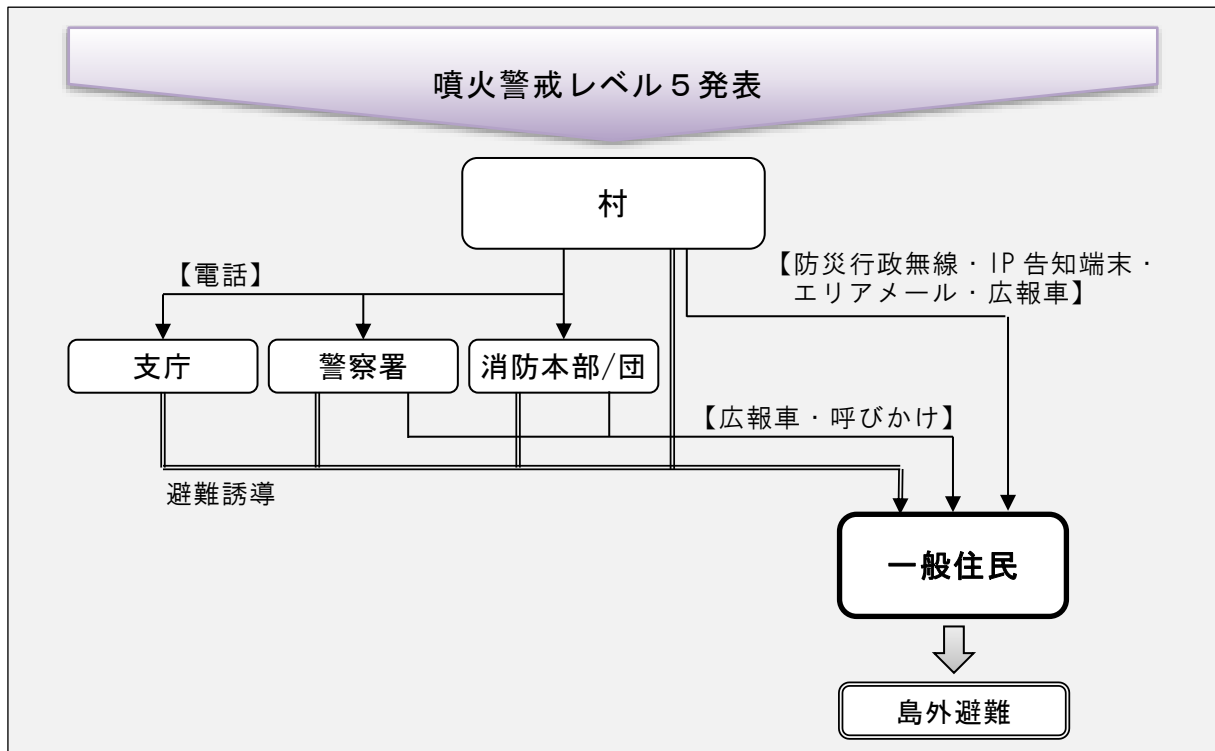 噴火警戒レベル５発表
村
【電話】
【防災行政無線・IP告知端末・
エリアメール・広報車】
支庁
警察署
消防本部/団
【広報車・呼びかけ】
避難誘導
一般住民
島外避難